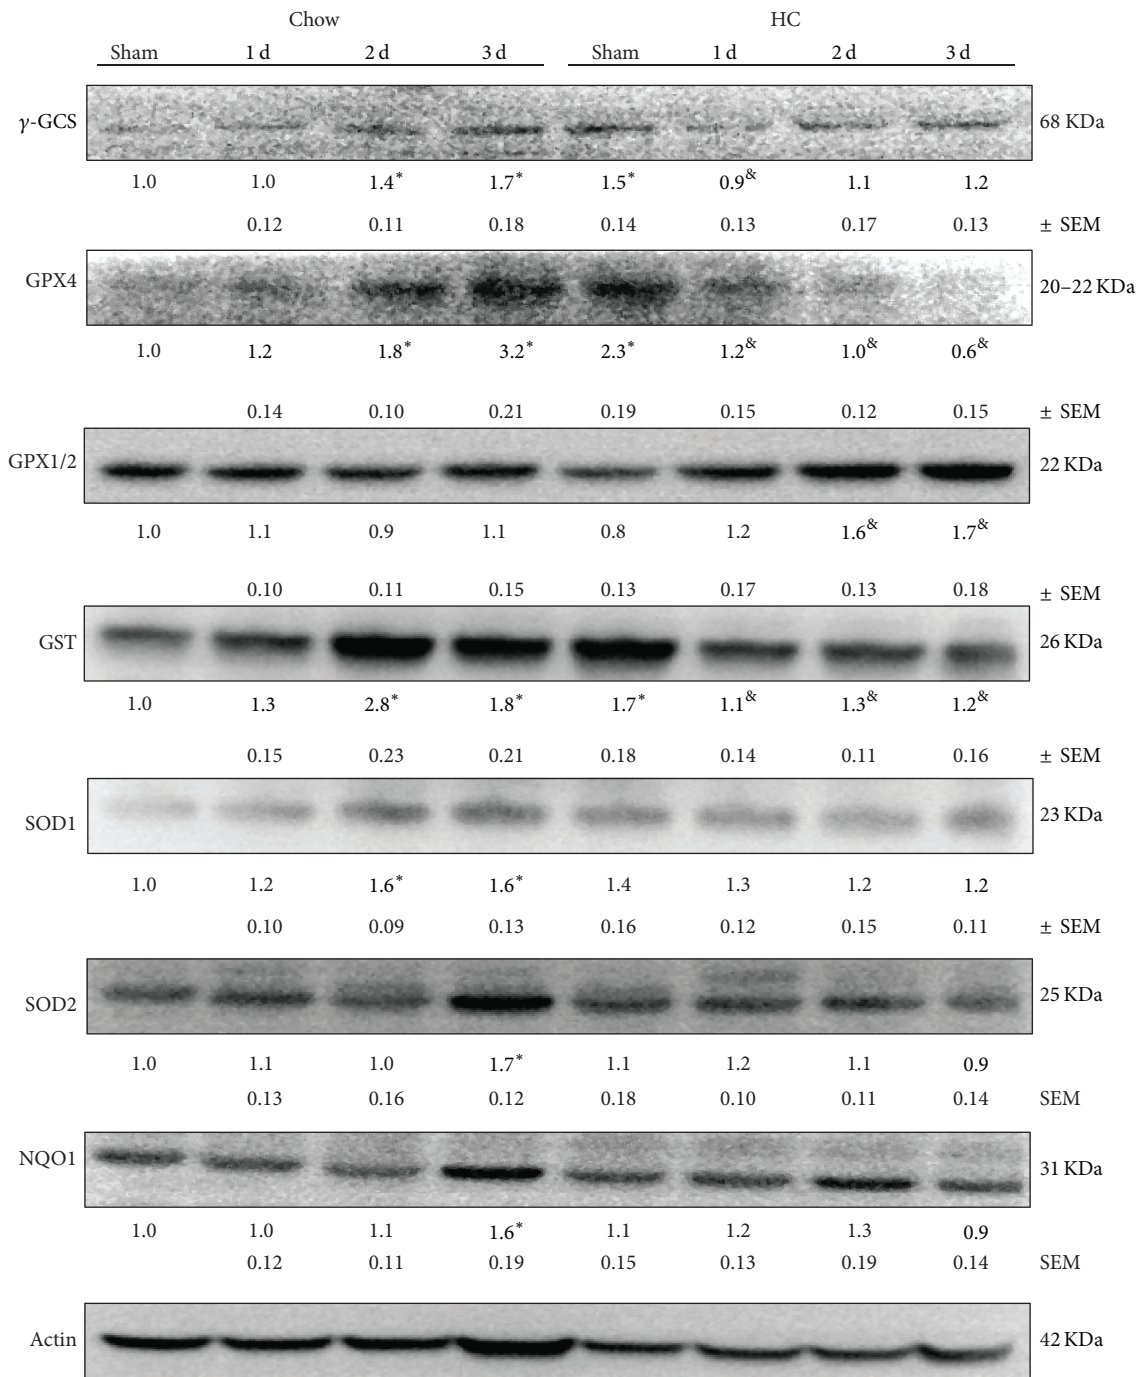 Chow HC
Sham 1 d 2 d 3 d Sham 1 d 2 d 3 d
γ-GCS 68 KDa
1.0 1.0 1.4* 1.7* 1.5* 0.9& 1.1 1.2
0.12 0.11 0.18 0.14 0.13 0.17 0.13 ± SEM
GPX4 20–22 KDa
1.0 1.2 1.8* 3.2* 2.3* 1.2& 1.0& 0.6&
0.14 0.10 0.21 0.19 0.15 0.12 0.15 ± SEM
GPX1/2 22 KDa
1.0 1.1 0.9 1.1 0.8 1.2 1.6& 1.7&
0.10 0.11 0.15 0.13 0.17 0.13 0.18 ± SEM
GST 26 KDa
1.0 1.3 2.8* 1.8* 1.7* 1.1& 1.3& 1.2&
0.15 0.23 0.21 0.18 0.14 0.11 0.16 ± SEM
SOD1 23 KDa
1.0 1.2 1.6* 1.6* 1.4 1.3 1.2 1.2
0.10 0.09 0.13 0.16 0.12 0.15 0.11 ± SEM
SOD2 25 KDa
1.0 1.1 1.0 1.7* 1.1 1.2 1.1 0.9
0.13 0.16 0.12 0.18 0.10 0.11 0.14 SEM
NQO1 31 KDa
1.0 1.0 1.1 1.6* 1.1 1.2 1.3 0.9
0.12 0.11 0.19 0.15 0.13 0.19 0.14 SEM
Actin 42 KDa